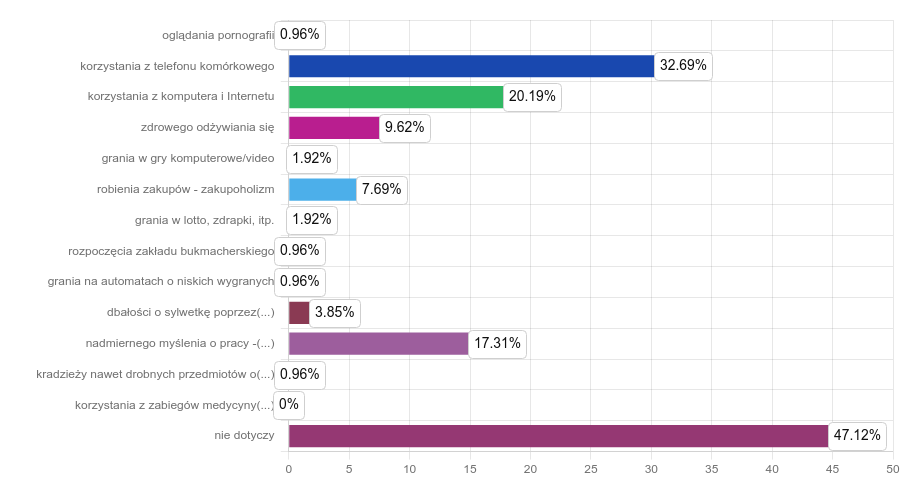 oglądania pornografii 0.96%
korzystania z telefonu komórkowego 32.69%
korzystania z komputera i Internetu 20.19%
zdrowego odżywiania się 9.62%
grania w gry komputerowe/video 1.92%
robienia zakupów - zakupoholizm 7.69%
grania w lotto, zdrapki, itp. 1.92%
rozpoczęcia zakładu bukmacherskiego 0.96%
grania na automatach o niskich wygranych 0.96%
dbałości o sylwetkę poprzez(...) 3.85%
nadmiernego myślenia o pracy -(...) 17.31%
kradzieży nawet drobnych przedmiotów o(...) 0.96%
korzystania z zabiegów medycyny(...) 0%
nie dotyczy 47.12%
0 5 10 15 20 25 30 35 40 45 50